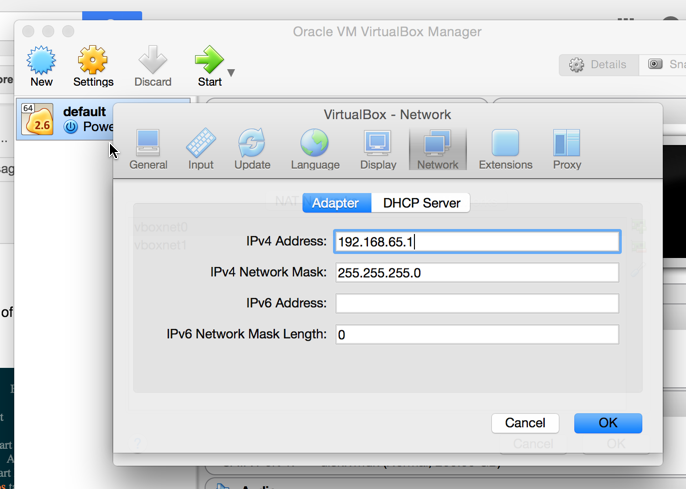 Oracle VM VirtualBox Manager
New Settings Discard Start
Details
64
2.6
default
VirtualBox - Network
General Input Update Language Display Network Extensions Proxy
NAT
Adapter DHCP Server
vboxnet0
vboxnet1
IPv4 Address: 192.168.65.1
IPv4 Network Mask: 255.255.255.0
IPv6 Address:
IPv6 Network Mask Length: 0
of
Cancel OK
Cancel OK